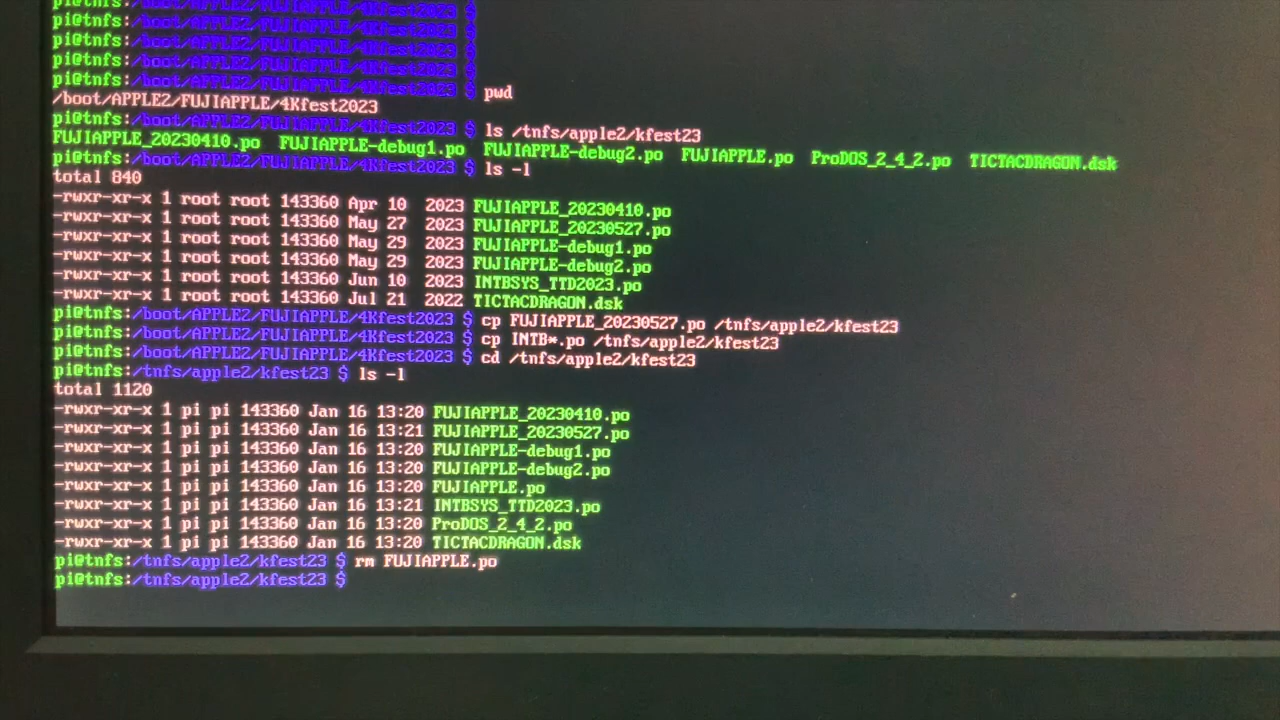 pi@tnfs:/boot/APPLE2/FUJIAPPLE/4Kfest2023 $
pi@tnfs:/boot/APPLE2/FUJIAPPLE/4Kfest2023 $
pi@tnfs:/boot/APPLE2/FUJIAPPLE/4Kfest2023 $
pi@tnfs:/boot/APPLE2/FUJIAPPLE/4Kfest2023 $
pi@tnfs:/boot/APPLE2/FUJIAPPLE/4Kfest2023 $ pwd
/boot/APPLE2/FUJIAPPLE/4Kfest2023
pi@tnfs:/boot/APPLE2/FUJIAPPLE/4Kfest2023 $ ls /tnfs/apple2/kfest23
FUJIAPPLE_20230410.po FUJIAPPLE-debug1.po FUJIAPPLE-debug2.po FUJIAPPLE.po ProDOS_2_4_2.po TICTACDRAGON.dsk
pi@tnfs:/boot/APPLE2/FUJIAPPLE/4Kfest2023 $ ls -l
total 840
-rwxr-xr-x 1 root root 143360 Apr 10 2023 FUJIAPPLE_20230410.po
-rwxr-xr-x 1 root root 143360 May 27 2023 FUJIAPPLE_20230527.po
-rwxr-xr-x 1 root root 143360 May 29 2023 FUJIAPPLE-debug1.po
-rwxr-xr-x 1 root root 143360 May 29 2023 FUJIAPPLE-debug2.po
-rwxr-xr-x 1 root root 143360 Jun 10 2023 INTBSYS_TTD2023.po
-rwxr-xr-x 1 root root 143360 Jul 21 2022 TICTACDRAGON.dsk
pi@tnfs:/boot/APPLE2/FUJIAPPLE/4Kfest2023 $ cp FUJIAPPLE_20230527.po /tnfs/apple2/kfest23
pi@tnfs:/boot/APPLE2/FUJIAPPLE/4Kfest2023 $ cp INTB*.po /tnfs/apple2/kfest23
pi@tnfs:/boot/APPLE2/FUJIAPPLE/4Kfest2023 $ cd /tnfs/apple2/kfest23
pi@tnfs:/tnfs/apple2/kfest23 $ ls -l
total 1120
-rwxr-xr-x 1 pi pi 143360 Jan 16 13:20 FUJIAPPLE_20230410.po
-rwxr-xr-x 1 pi pi 143360 Jan 16 13:21 FUJIAPPLE_20230527.po
-rwxr-xr-x 1 pi pi 143360 Jan 16 13:20 FUJIAPPLE-debug1.po
-rwxr-xr-x 1 pi pi 143360 Jan 16 13:20 FUJIAPPLE-debug2.po
-rwxr-xr-x 1 pi pi 143360 Jan 16 13:20 FUJIAPPLE.po
-rwxr-xr-x 1 pi pi 143360 Jan 16 13:21 INTBSYS_TTD2023.po
-rwxr-xr-x 1 pi pi 143360 Jan 16 13:20 ProDOS_2_4_2.po
-rwxr-xr-x 1 pi pi 143360 Jan 16 13:20 TICTACDRAGON.dsk
pi@tnfs:/tnfs/apple2/kfest23 $ rm FUJIAPPLE.po
pi@tnfs:/tnfs/apple2/kfest23 $